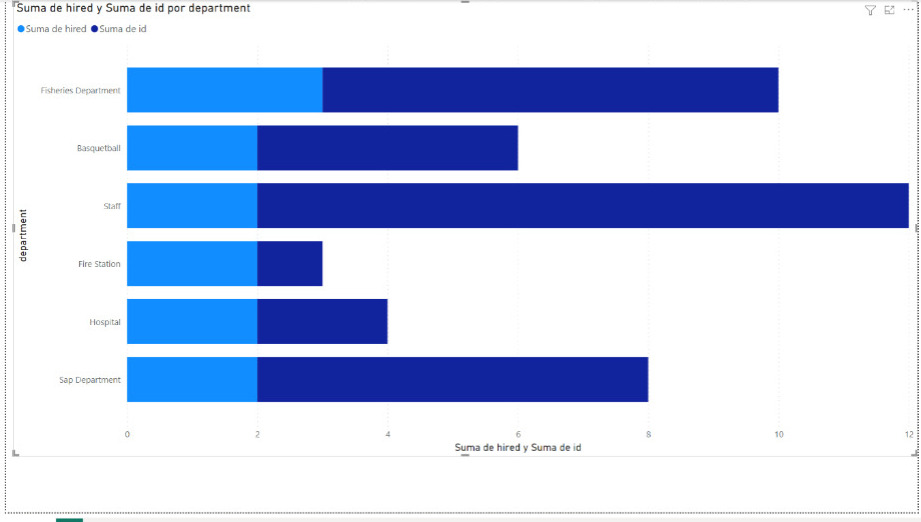 Suma de hired y Suma de id por department
Suma de hired Suma de id
Fisheries Department
Basquetball
Staff
Fire Station
Hospital
Sap Department
department
0 2 4 6 8 10 12
Suma de hired y Suma de id